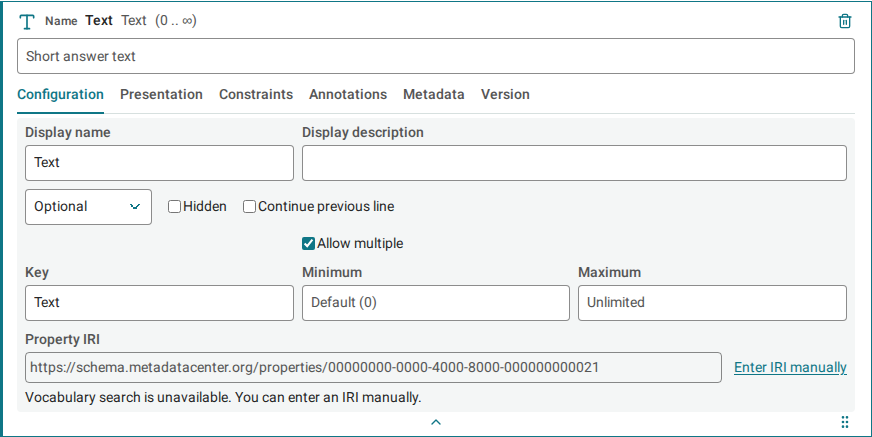 Name Text Text (0 .. ∞)
Short answer text
Configuration Presentation Constraints Annotations Metadata Version
Display name Display description
Text
Optional Hidden Continue previous line
Allow multiple
Key Minimum Maximum
Text Default (0) Unlimited
Property IRI
https://schema.metadatacenter.org/properties/00000000-0000-4000-8000-000000000021 Enter IRI manually
Vocabulary search is unavailable. You can enter an IRI manually.